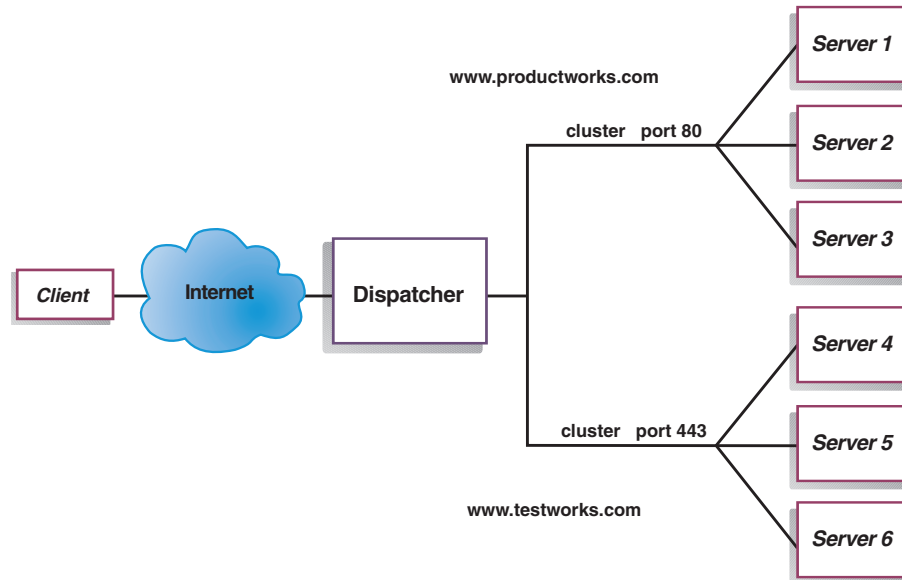 Server 1
www.productworks.com
cluster port 80
Server 2
Server 3
Client
Internet
Dispatcher
Server 4
cluster port 443
Server 5
www.testworks.com
Server 6